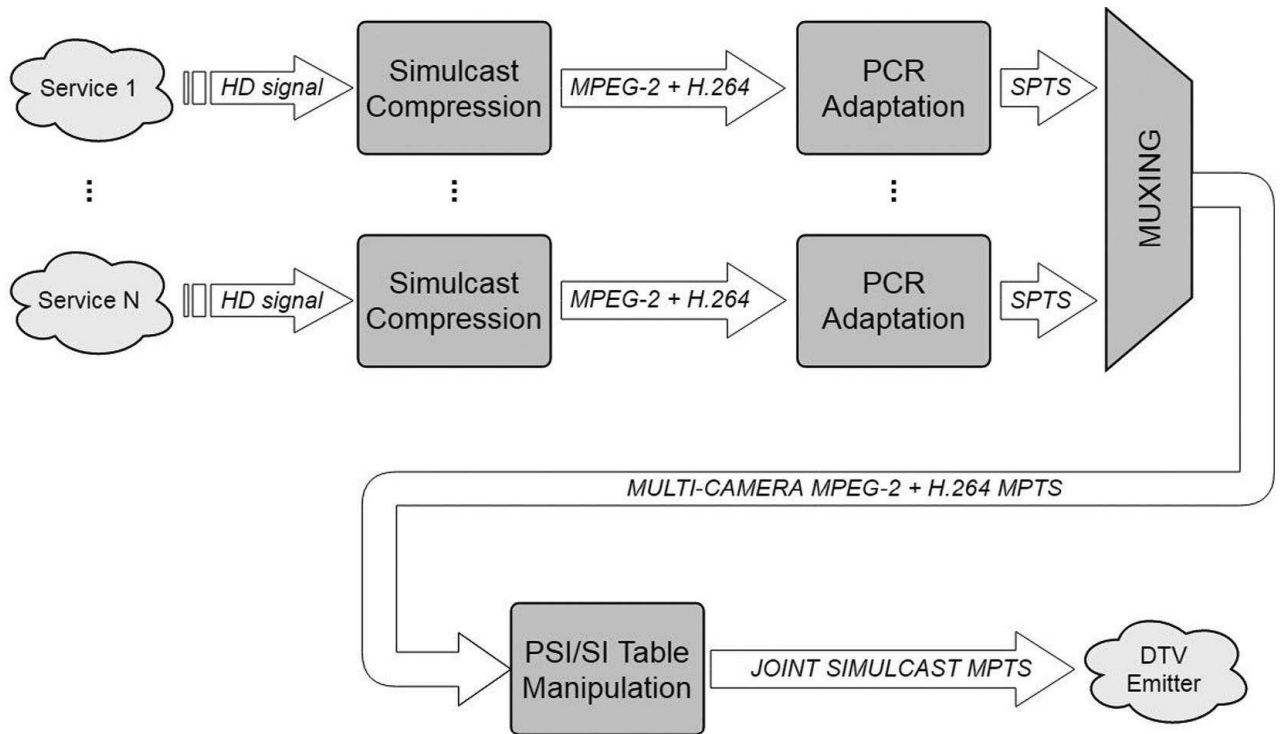 Service 1
HD signal
Simulcast
Compression
MPEG-2 + H.264
PCR
Adaptation
SPTS
MUXING
...
...
...
Service N
HD signal
Simulcast
Compression
MPEG-2 + H.264
PCR
Adaptation
SPTS
MULTI-CAMERA MPEG-2 + H.264 MPTS
PSI/SI Table
Manipulation
JOINT SIMULCAST MPTS
DTV
Emitter